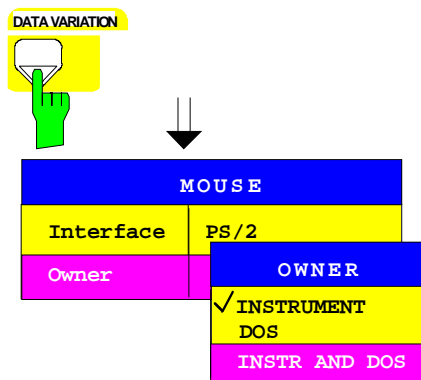 DATA VARIATION
MOUSE
Interface PS/2
Owner
OWNER
✓ INSTRUMENT
DOS
INSTR AND DOS